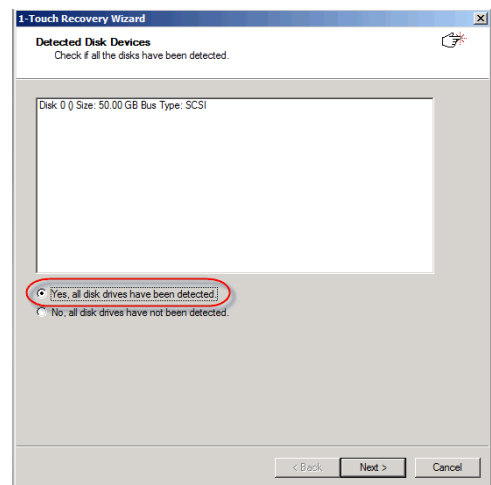 1-Touch Recovery Wizard
Detected Disk Devices
Check if all the disks have been detected.
Disk 0 () Size: 50.00 GB Bus Type: SCSI
Yes, all disk drives have been detected.
No, all disk drives have not been detected.
< Back Next > Cancel